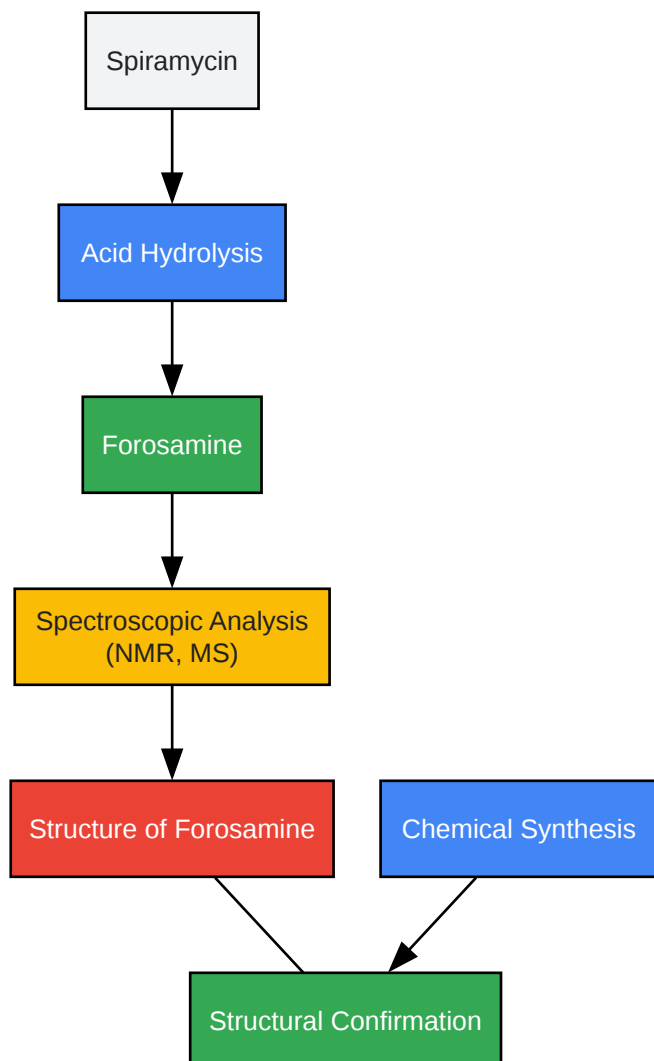 Spiramycin
Acid Hydrolysis
Forosamine
Spectroscopic Analysis
(NMR, MS)
Structure of Forosamine
Chemical Synthesis
Structural Confirmation